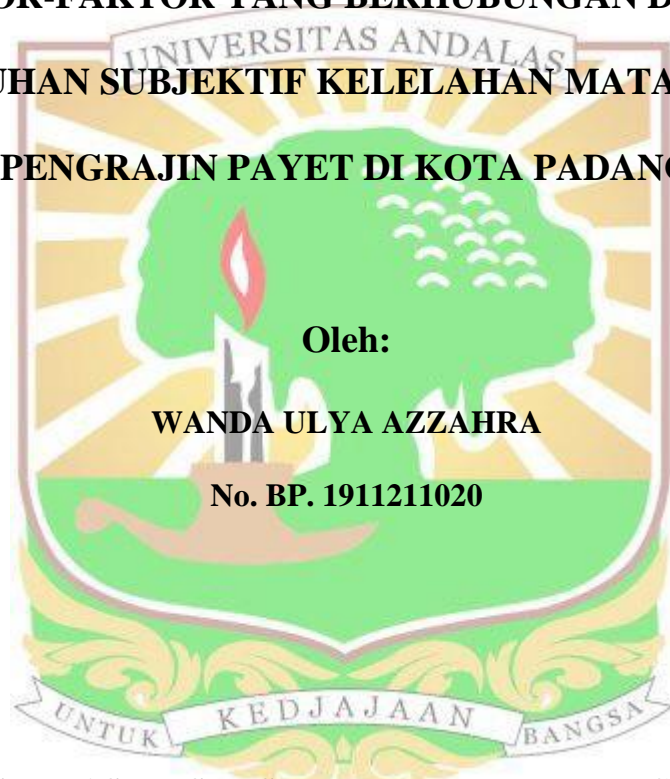 OR-FAKTOR YANG BERHUBUNGAN D
UNIVERSITAS ANDALAS
UHAN SUBJEKTIF KELELAHAN MATA
PENGRAJIN PAYET DI KOTA PADANG
Oleh:
WANDA ULYA AZZAHRA
No. BP. 1911211020
UNTUK KEDJAJAAN BANGSA